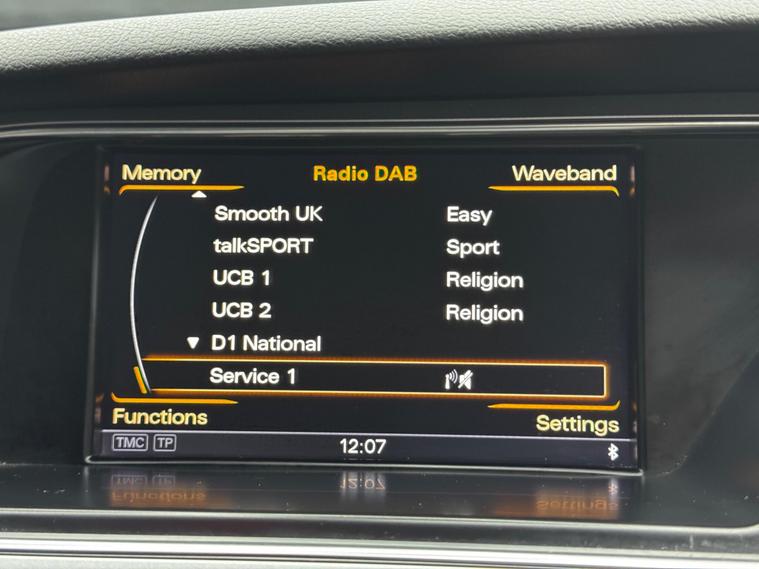 Memory Radio DAB Waveband
Smooth UK Easy
talkSPORT Sport
UCB 1 Religion
UCB 2 Religion
D1 National
Service 1
Functions Settings
TMC TP 12:07